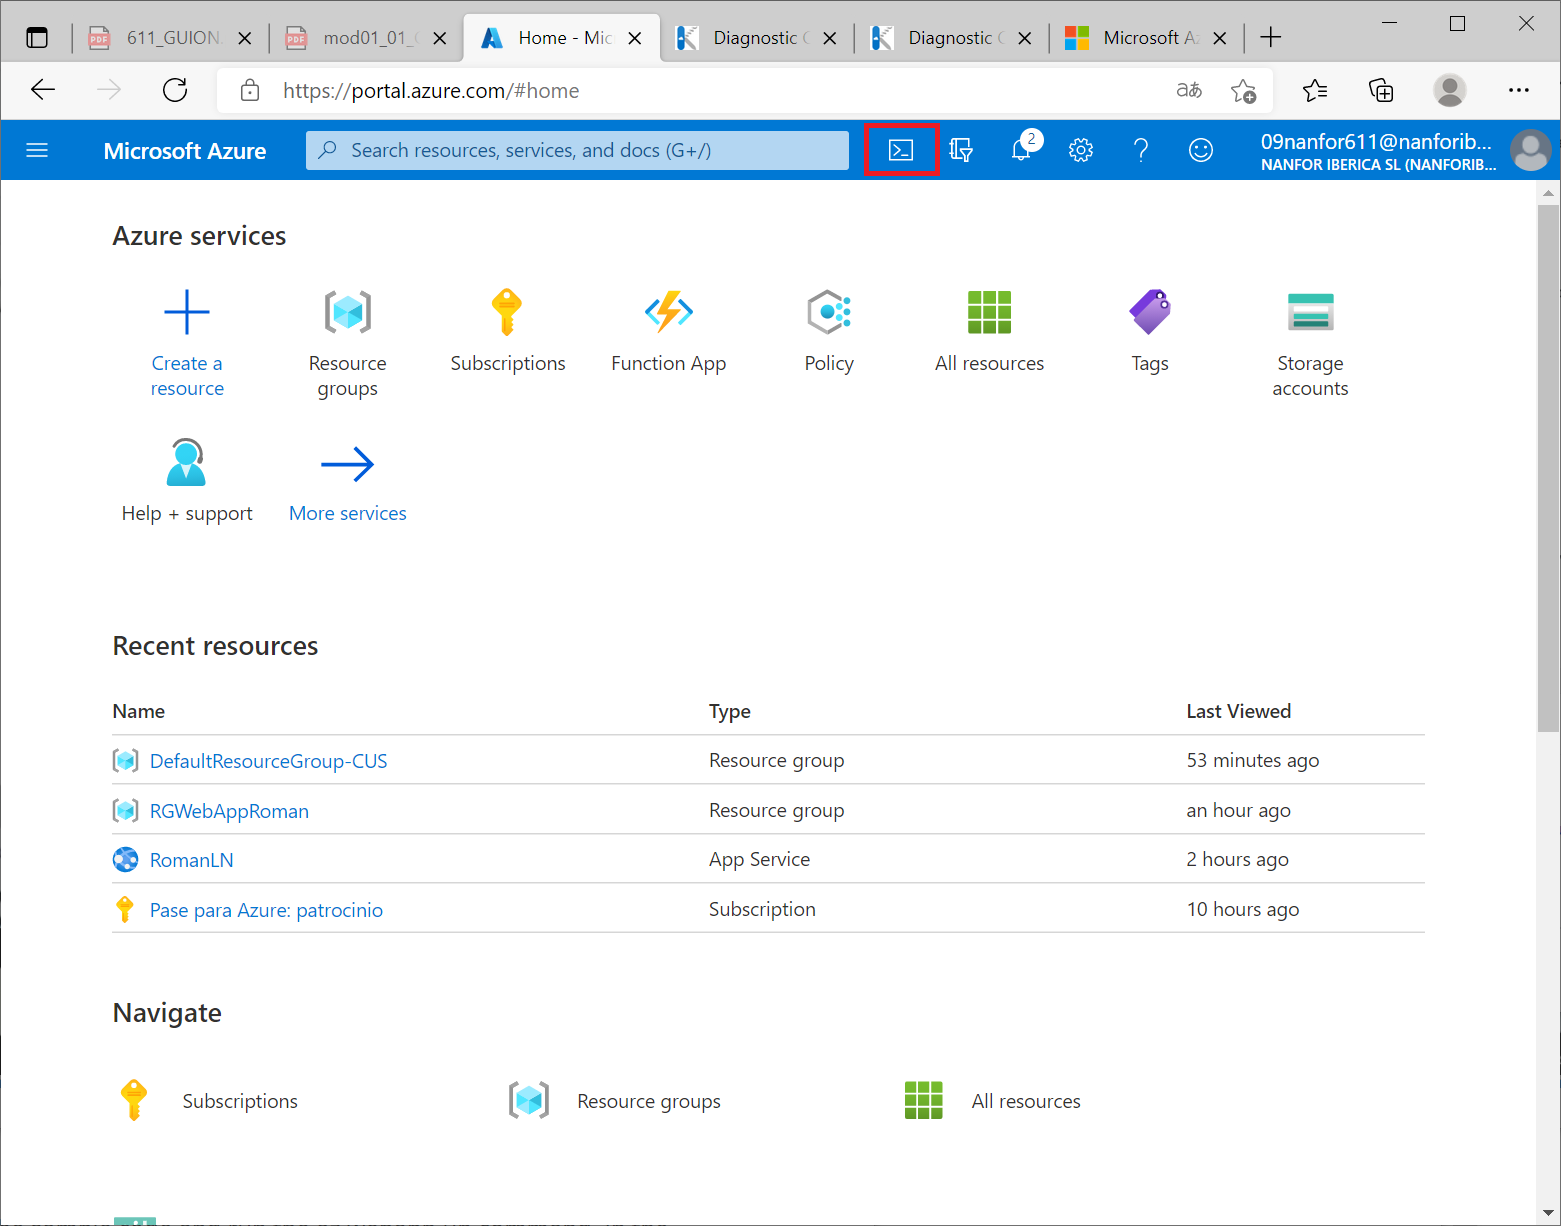 611_GUION
mod01_01_
Home - Mic
Diagnostic
Diagnostic
Microsoft Az
https://portal.azure.com/#home
aあ
Microsoft Azure
Search resources, services, and docs (G+/)
2
09nanfor611@nanforib...
NANFOR IBERICA SL (NANFORIB...
Azure services
Create a
resource
Resource
groups
Subscriptions
Function App
Policy
All resources
Tags
Storage
accounts
Help + support
More services
Recent resources
Name
Type
Last Viewed
DefaultResourceGroup-CUS
Resource group
53 minutes ago
RGWebAppRoman
Resource group
an hour ago
RomanLN
App Service
2 hours ago
Pase para Azure: patrocinio
Subscription
10 hours ago
Navigate
Subscriptions
Resource groups
All resources